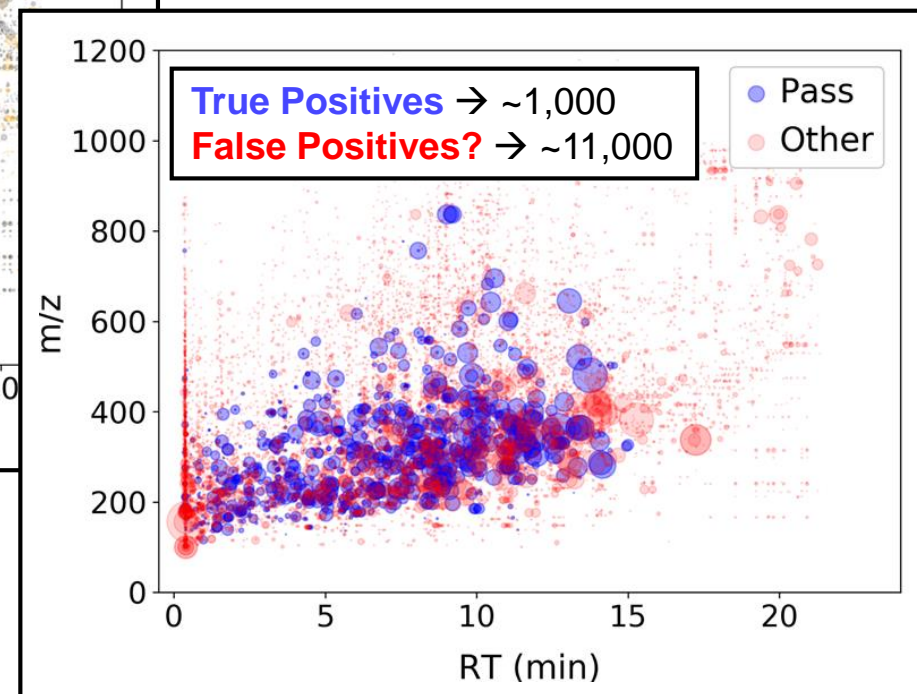 1200
1000
800
600
400
200
0
m/z
True Positives → ~1,000
False Positives? → ~11,000
Pass
Other
0
5
10
15
20
RT (min)
0